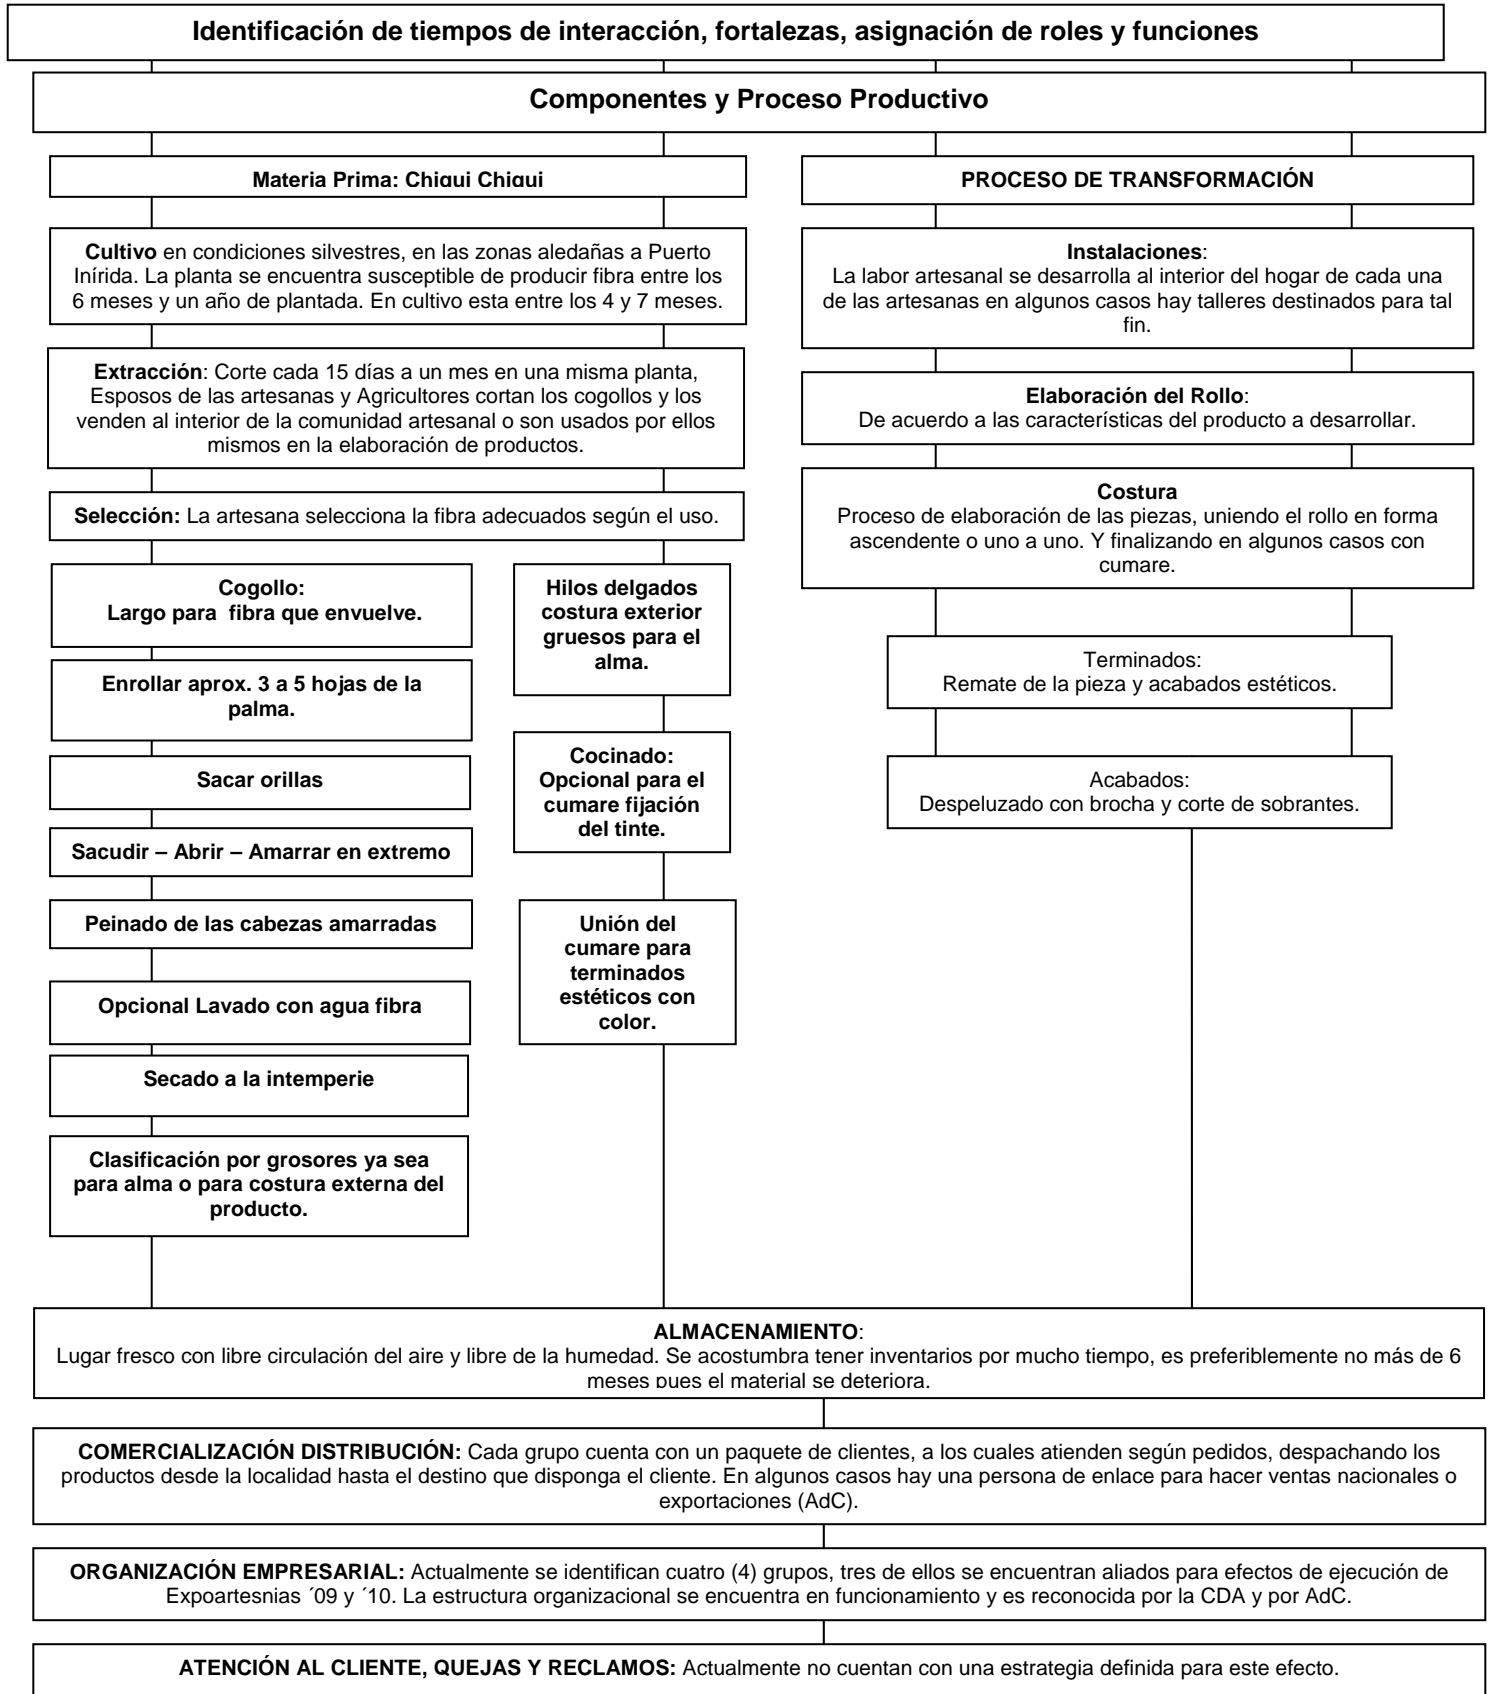 Identificación de tiempos de interacción, fortalezas, asignación de roles y funciones
Componentes y Proceso Productivo
Materia Prima: Chiqui Chiqui
Cultivo en condiciones silvestres, en las zonas aledañas a Puerto
Inírida. La planta se encuentra susceptible de producir fibra entre los
6 meses y un año de plantada. En cultivo esta entre los 4 y 7 meses.
Extracción: Corte cada 15 días a un mes en una misma planta,
Esposos de las artesanas y Agricultores cortan los cogollos y los
venden al interior de la comunidad artesanal o son usados por ellos
mismos en la elaboración de productos.
Selección: La artesana selecciona la fibra adecuados según el uso.
Cogollo:
Largo para fibra que envuelve.
Enrollar aprox. 3 a 5 hojas de la
palma.
Sacar orillas
Sacudir – Abrir – Amarrar en extremo
Peinado de las cabezas amarradas
Opcional Lavado con agua fibra
Secado a la intemperie
Clasificación por grosores ya sea
para alma o para costura externa del
producto.
Hilos delgados
costura exterior
gruesos para el
alma.
Cocinado:
Opcional para el
cumare fijación
del tinte.
Unión del
cumare para
terminados
estéticos con
color.
PROCESO DE TRANSFORMACIÓN
Instalaciones:
La labor artesanal se desarrolla al interior del hogar de cada una
de las artesanas en algunos casos hay talleres destinados para tal
fin.
Elaboración del Rollo:
De acuerdo a las características del producto a desarrollar.
Costura
Proceso de elaboración de las piezas, uniendo el rollo en forma
ascendente o uno a uno. Y finalizando en algunos casos con
cumare.
Terminados:
Remate de la pieza y acabados estéticos.
Acabados:
Despeluzado con brocha y corte de sobrantes.
ALMACENAMIENTO:
Lugar fresco con libre circulación del aire y libre de la humedad. Se acostumbra tener inventarios por mucho tiempo, es preferiblemente no más de 6
meses pues el material se deteriora.
COMERCIALIZACIÓN DISTRIBUCIÓN: Cada grupo cuenta con un paquete de clientes, a los cuales atienden según pedidos, despachando los
productos desde la localidad hasta el destino que disponga el cliente. En algunos casos hay una persona de enlace para hacer ventas nacionales o
exportaciones (AdC).
ORGANIZACIÓN EMPRESARIAL: Actualmente se identifican cuatro (4) grupos, tres de ellos se encuentran aliados para efectos de ejecución de
Expoartesnias ´09 y ´10. La estructura organizacional se encuentra en funcionamiento y es reconocida por la CDA y por AdC.
ATENCIÓN AL CLIENTE, QUEJAS Y RECLAMOS: Actualmente no cuentan con una estrategia definida para este efecto.